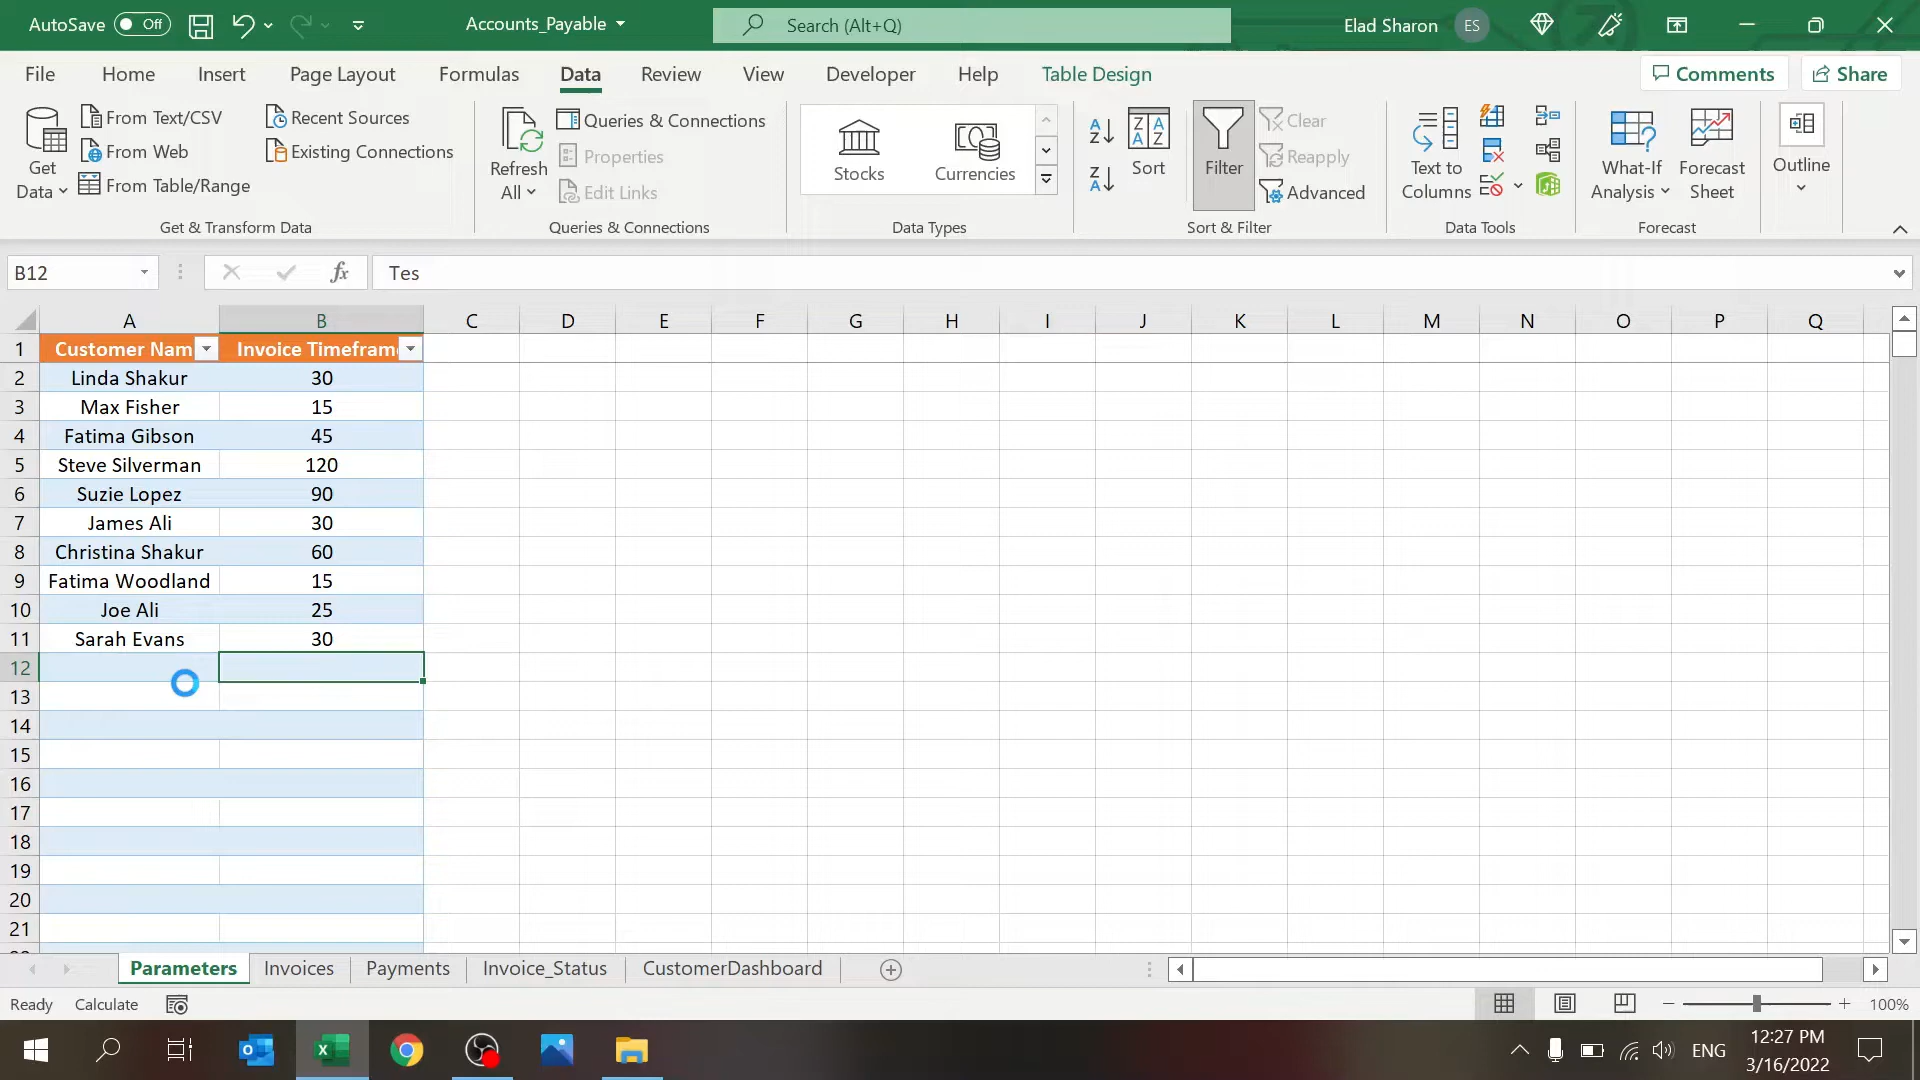 AutoSave Off Accounts_Payable Search (Alt+Q) Elad Sharon ES
File Home Insert Page Layout Formulas Data Review View Developer Help Table Design Comments Share
Get Data
From Text/CSV
From Web
From Table/Range
Recent Sources
Existing Connections
Get & Transform Data
Refresh All
Queries & Connections
Properties
Edit Links
Queries & Connections
Stocks
Currencies
Data Types
A Z
Z A
Z A A Z
Sort
Filter
Clear
Reapply
Advanced
Sort & Filter
Text to Columns
Data Tools
What-If Analysis
Forecast Sheet
Forecast
Outline
B12 fx Tes
A B C D E F G H I J K L M N O P Q
1 Customer Nam Invoice Timefram
2 Linda Shakur 30
3 Max Fisher 15
4 Fatima Gibson 45
5 Steve Silverman 120
6 Suzie Lopez 90
7 James Ali 30
8 Christina Shakur 60
9 Fatima Woodland 15
10 Joe Ali 25
11 Sarah Evans 30
12
13
14
15
16
17
18
19
20
21
Parameters Invoices Payments Invoice_Status CustomerDashboard
Ready Calculate 100%
ENG 12:27 PM
3/16/2022